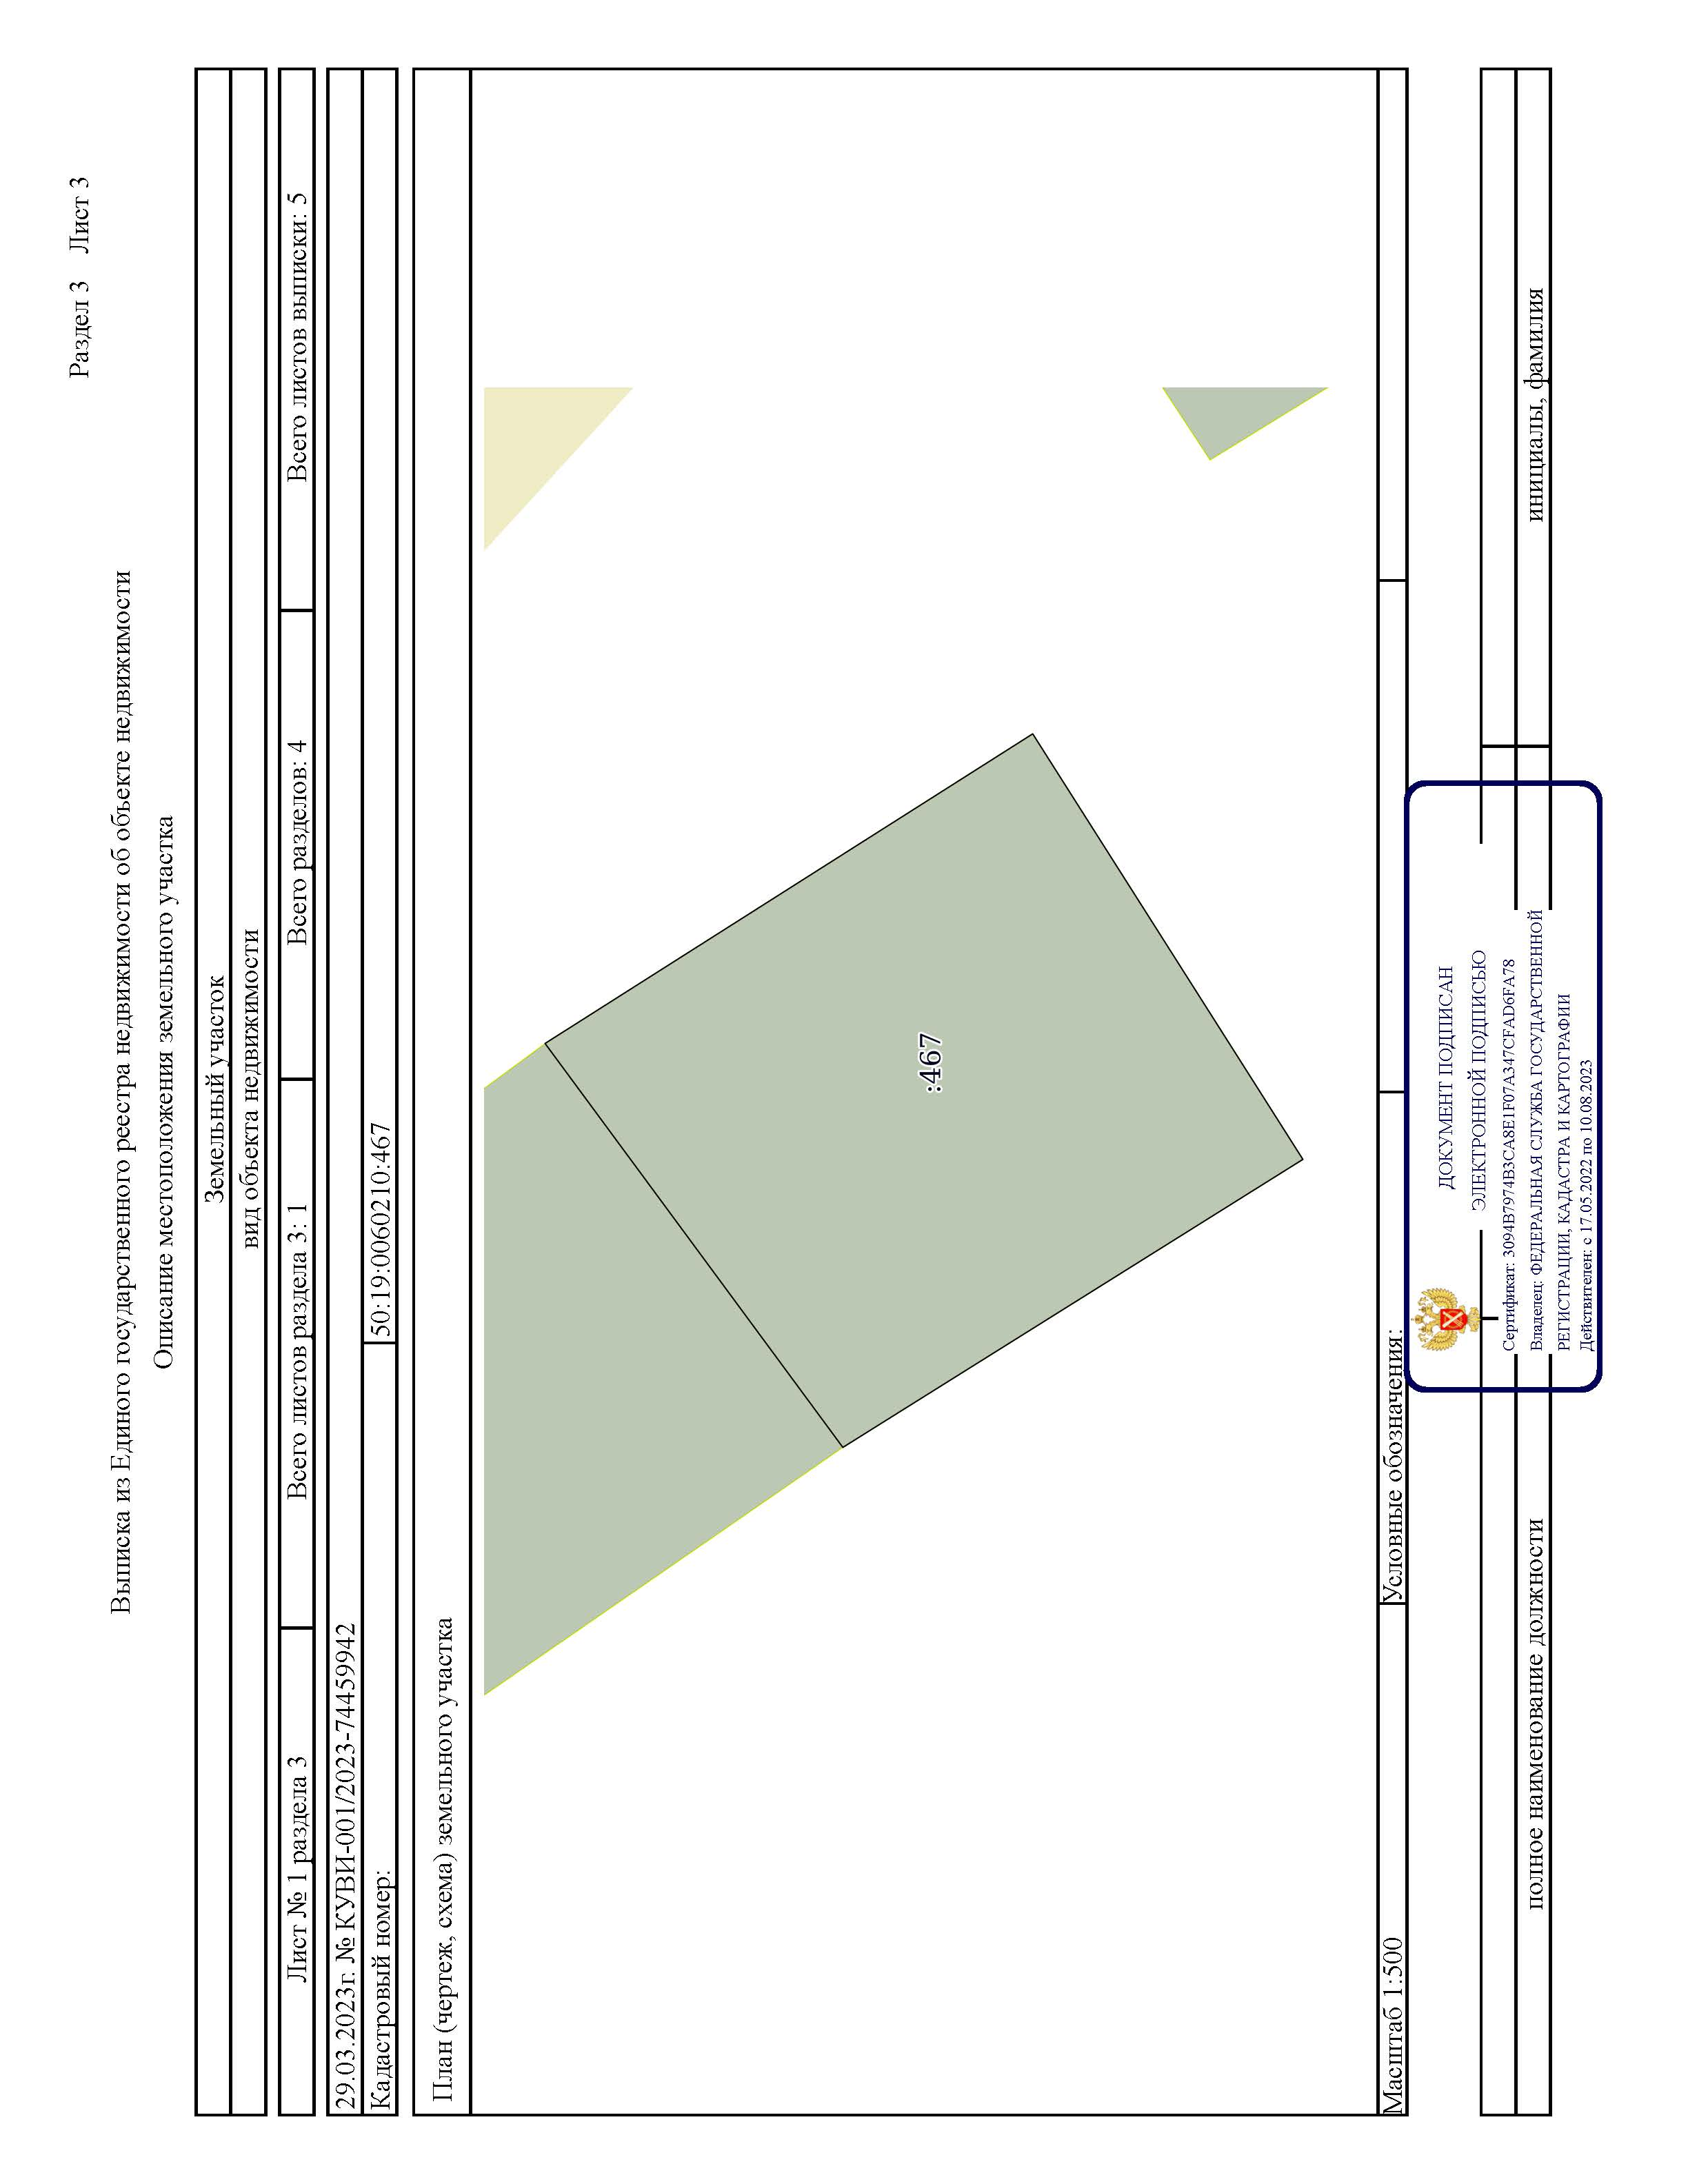 Раздел 3 Лист 3
Выписка из Единого государственного реестра недвижимости об объекте недвижимости
Описание местоположения земельного участка
Земельный участок
вид объекта недвижимости
Лист № 1 раздела 3 Всего листов раздела 3: 1 Всего разделов: 4 Всего листов выписки: 5
29.03.2023г. № КУВИ-001/2023-74459942
Кадастровый номер: 50:19:0060210:467
План (чертеж, схема) земельного участка
:467
Масштаб 1:500 Условные обозначения:
ДОКУМЕНТ ПОДПИСАН
ЭЛЕКТРОННОЙ ПОДПИСЬЮ
Сертификат: 3094B7974B3CA8E1F07A347CFAD6FA78
Владелец: ФЕДЕРАЛЬНАЯ СЛУЖБА ГОСУДАРСТВЕННОЙ
РЕГИСТРАЦИИ, КАДАСТРА И КАРТОГРАФИИ
Действителен: с 17.05.2022 по 10.08.2023
полное наименование должности инициалы, фамилия